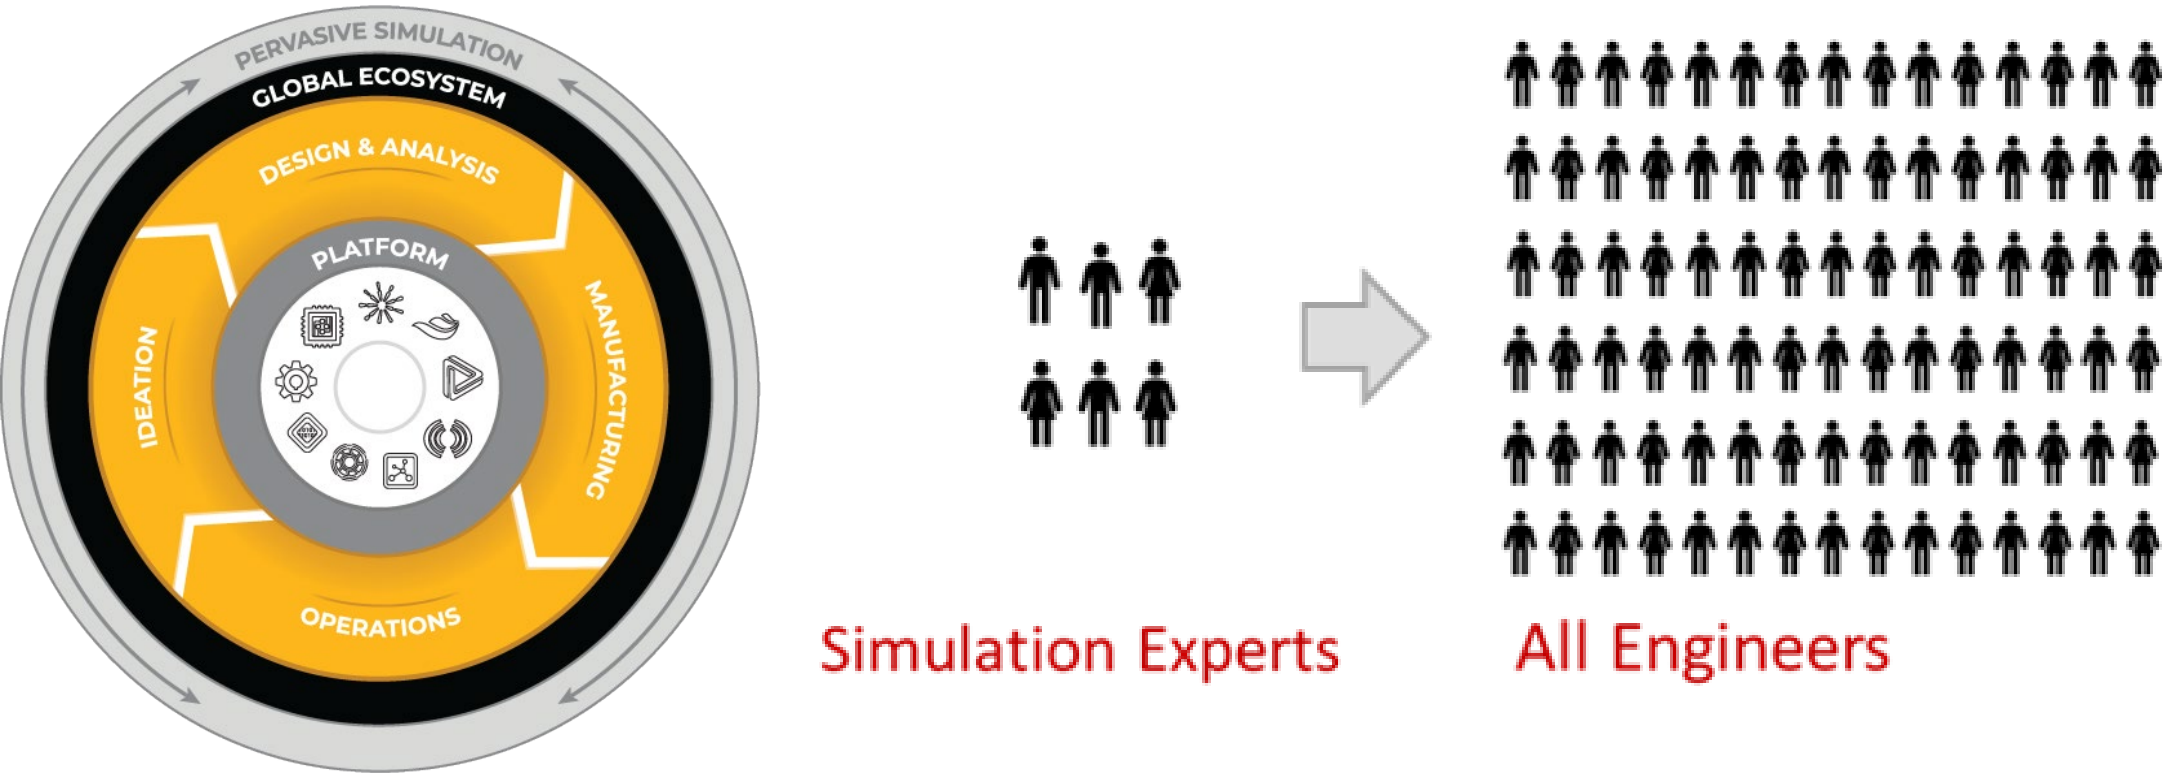 PERVASIVE SIMULATION
GLOBAL ECOSYSTEM
DESIGN & ANALYSIS
PLATFORM
MANUFACTURING
IDEATION
OPERATIONS
Simulation Experts
All Engineers